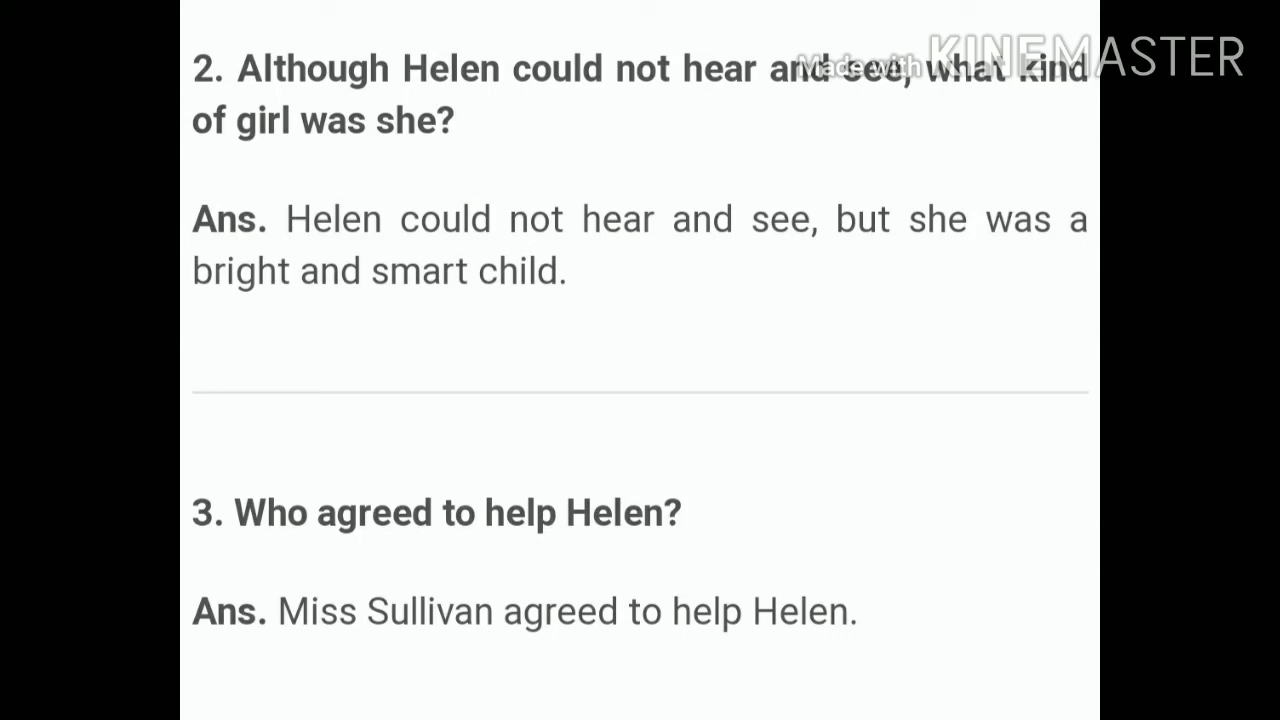 2. Although Helen could not hear and see, what kind
of girl was she?
Made with KINEMASTER
Ans. Helen could not hear and see, but she was a
bright and smart child.
3. Who agreed to help Helen?
Ans. Miss Sullivan agreed to help Helen.